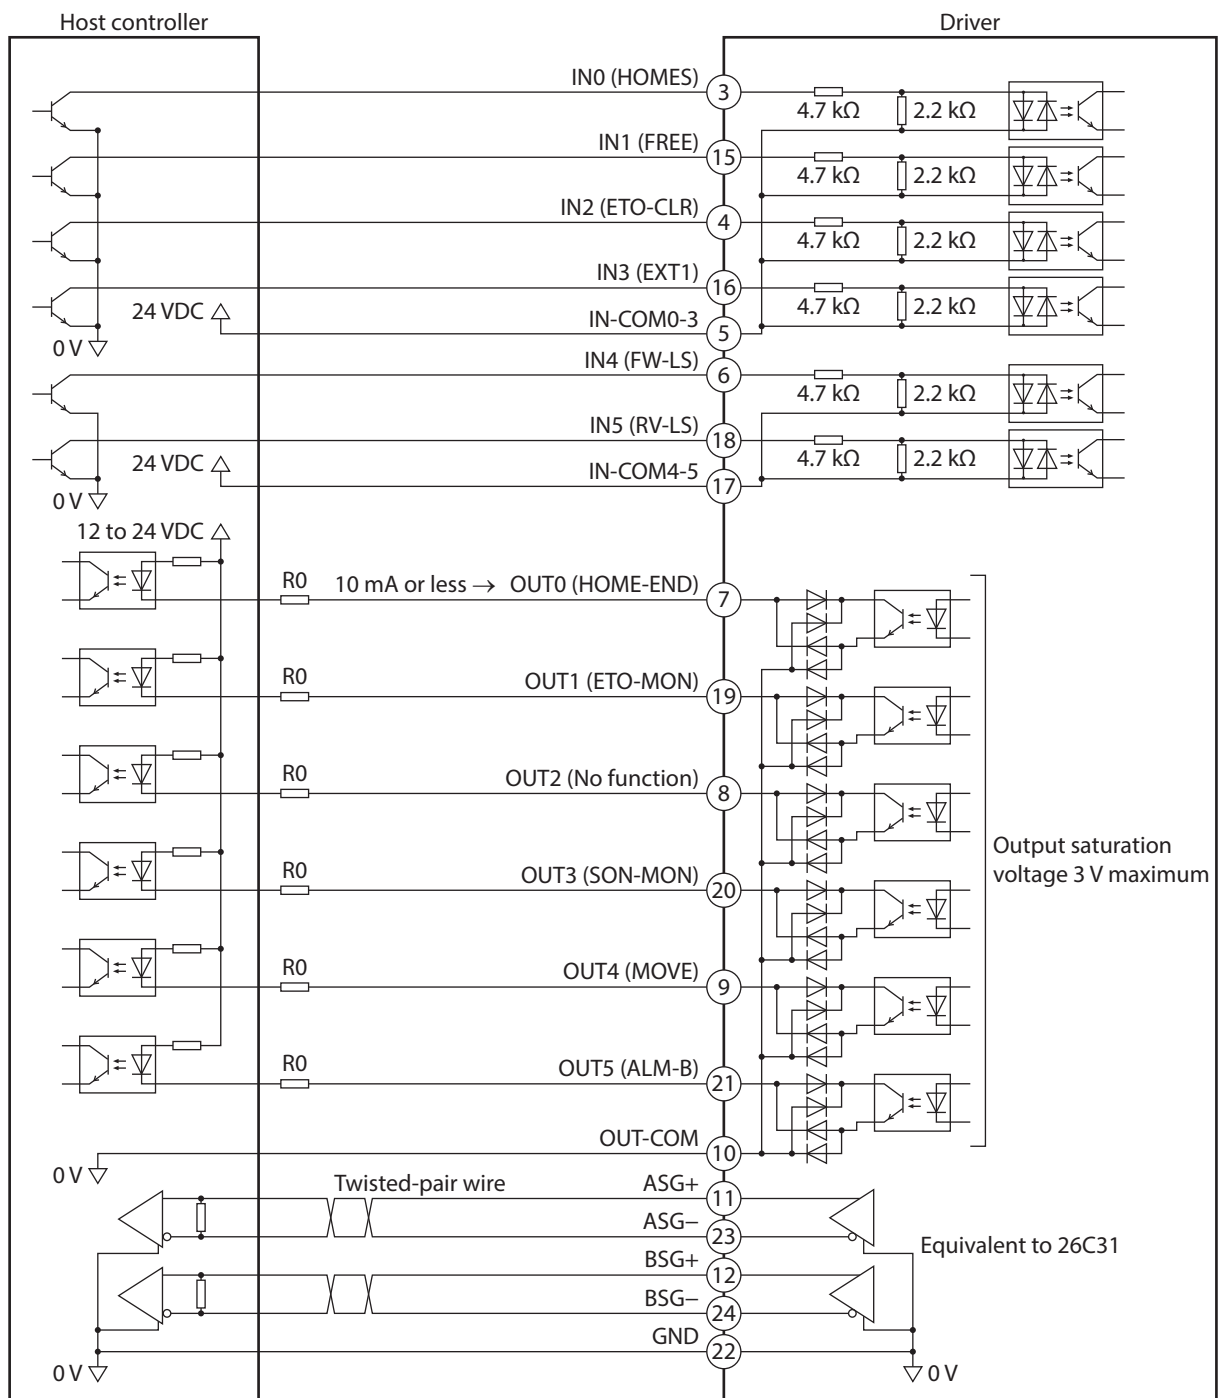 Host controller
Driver
IN0 (HOMES)
3
4.7 kΩ
2.2 kΩ
IN1 (FREE)
15
4.7 kΩ
2.2 kΩ
IN2 (ETO-CLR)
4
4.7 kΩ
2.2 kΩ
IN3 (EXT1)
16
4.7 kΩ
2.2 kΩ
24 VDC
IN-COM0-3
5
0 V
IN4 (FW-LS)
6
4.7 kΩ
2.2 kΩ
IN5 (RV-LS)
18
4.7 kΩ
2.2 kΩ
24 VDC
IN-COM4-5
17
0 V
12 to 24 VDC
R0
10 mA or less →
OUT0 (HOME-END)
7
R0
OUT1 (ETO-MON)
19
R0
OUT2 (No function)
8
Output saturation
voltage 3 V maximum
R0
OUT3 (SON-MON)
20
R0
OUT4 (MOVE)
9
R0
OUT5 (ALM-B)
21
OUT-COM
10
0 V
Twisted-pair wire
ASG+
11
ASG−
23
Equivalent to 26C31
BSG+
12
BSG−
24
GND
22
0 V
0 V